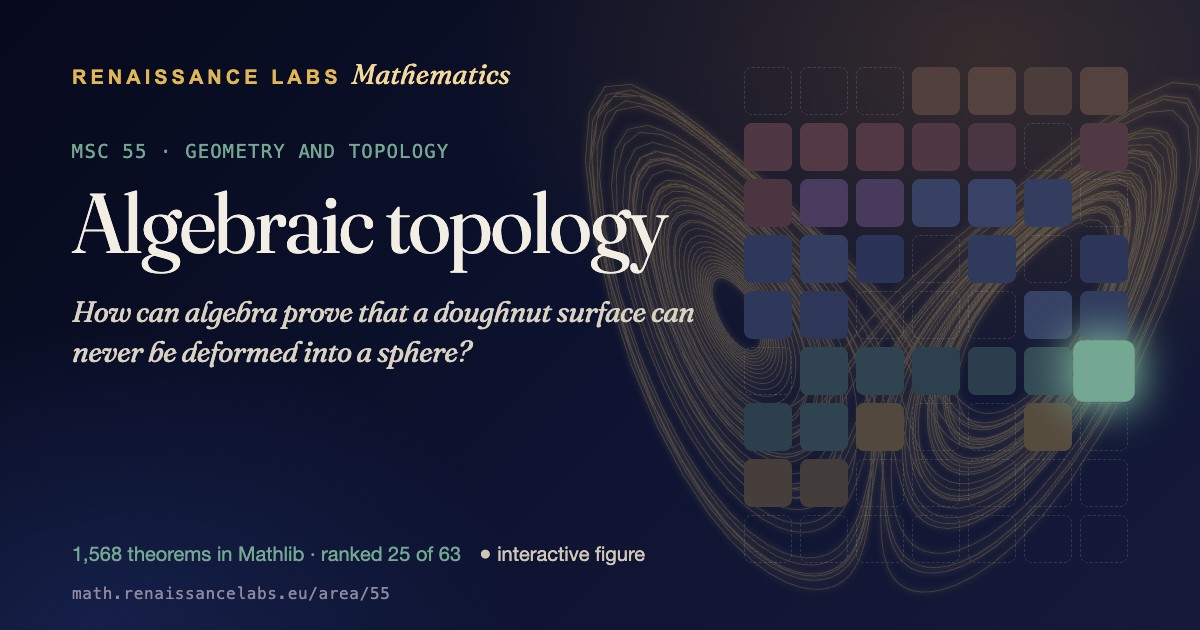 RENAISSANCE LABS Mathematics
MSC 55 · GEOMETRY AND TOPOLOGY
Algebraic topology
How can algebra prove that a doughnut surface can
never be deformed into a sphere?
1,568 theorems in Mathlib · ranked 25 of 63 ● interactive figure
math.renaissancelabs.eu/area/55